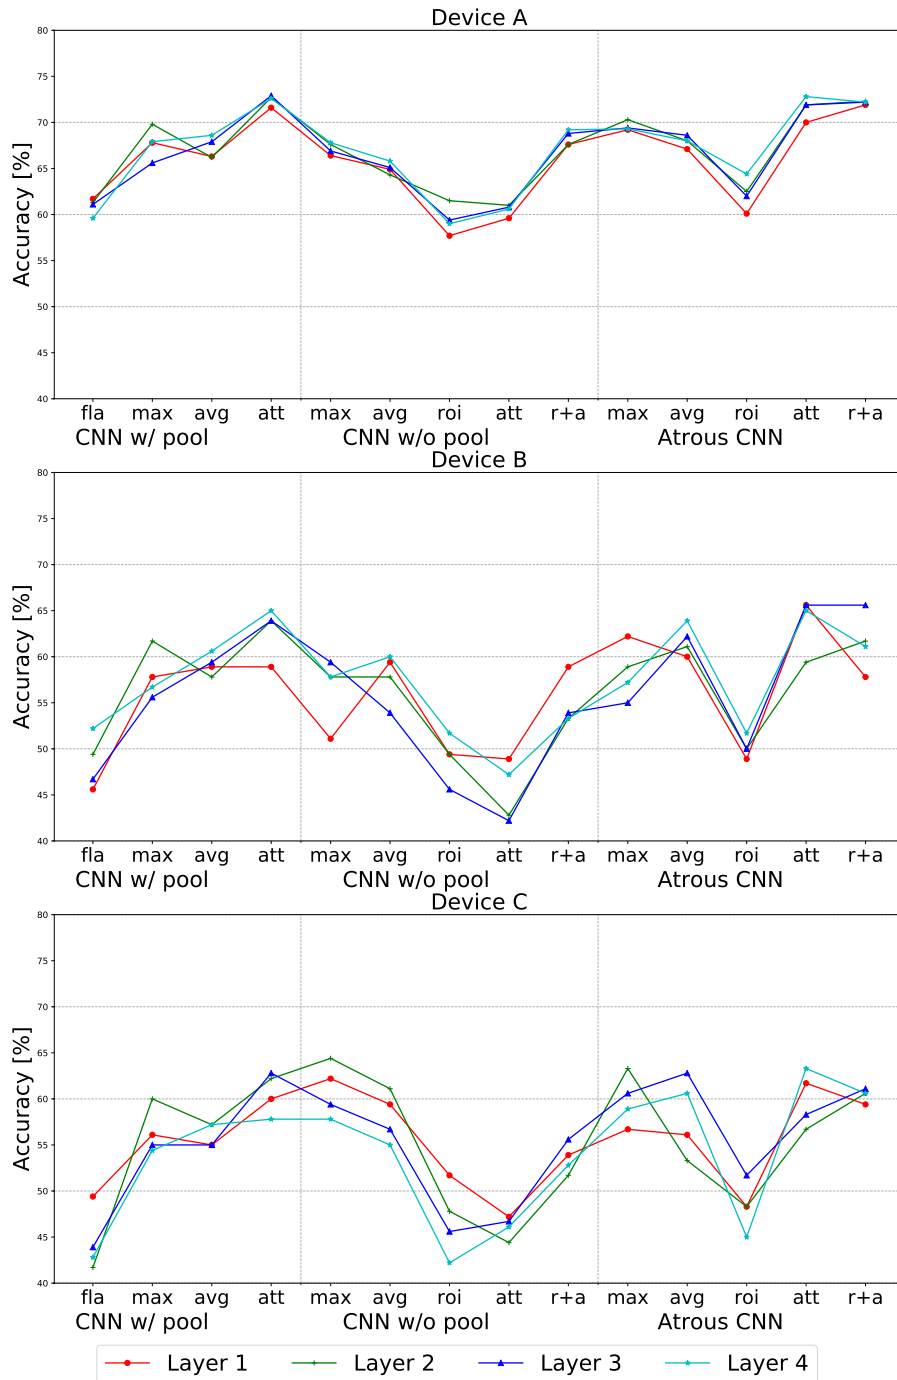 Device A
80
75
70
65
60
55
50
45
40
Accuracy [%]
fla max avg att max avg roi att r+a max avg roi att r+a
CNN w/ pool CNN w/o pool Atrous CNN
Device B
80
75
70
65
60
55
50
45
40
Accuracy [%]
fla max avg att max avg roi att r+a max avg roi att r+a
CNN w/ pool CNN w/o pool Atrous CNN
Device C
80
75
70
65
60
55
50
45
40
Accuracy [%]
fla max avg att max avg roi att r+a max avg roi att r+a
CNN w/ pool CNN w/o pool Atrous CNN
Layer 1 Layer 2 Layer 3 Layer 4